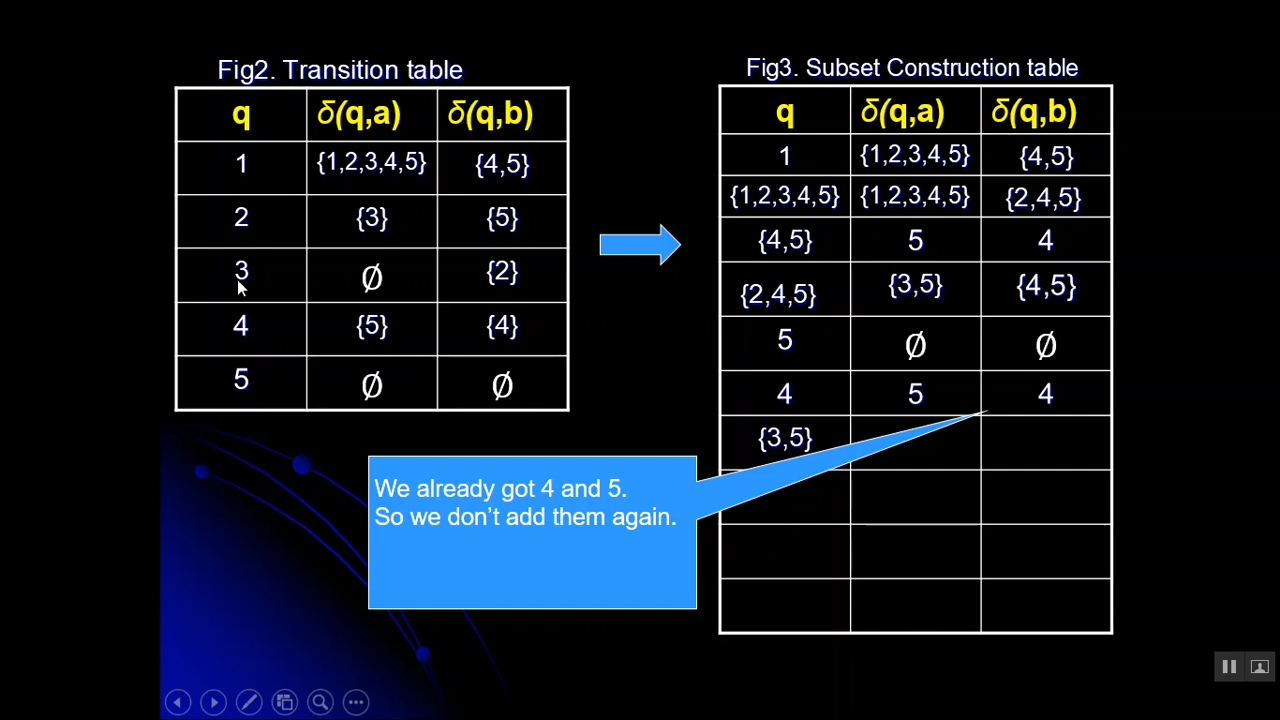 Fig2. Transition table
q δ(q,a) δ(q,b)
1 {1,2,3,4,5} {4,5}
2 {3} {5}
3 ∅ {2}
4 {5} {4}
5 ∅ ∅
Fig3. Subset Construction table
q δ(q,a) δ(q,b)
1 {1,2,3,4,5} {4,5}
{1,2,3,4,5} {1,2,3,4,5} {2,4,5}
{4,5} 5 4
{2,4,5} {3,5} {4,5}
5 ∅ ∅
4 5 4
{3,5}
We already got 4 and 5.
So we don't add them again.